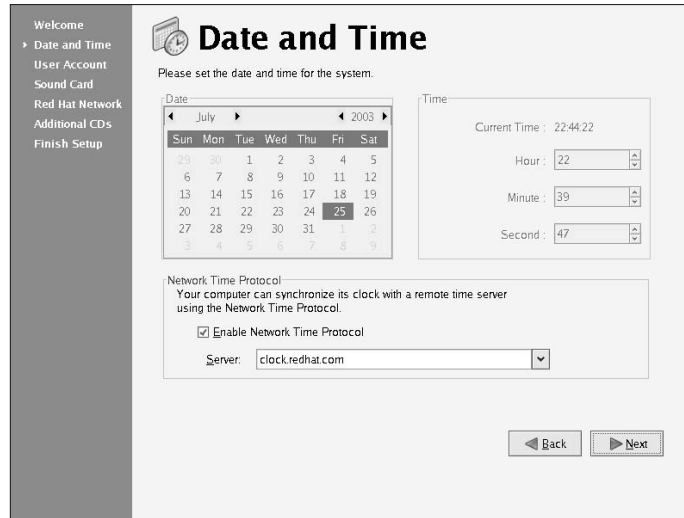 Welcome
Date and Time
User Account
Sound Card
Red Hat Network
Additional CDs
Finish Setup
Date and Time
Please set the date and time for the system.
Date
July 2003
Sun Mon Tue Wed Thu Fri Sat
29 30 1 2 3 4 5
6 7 8 9 10 11 12
13 14 15 16 17 18 19
20 21 22 23 24 25 26
27 28 29 30 31 1 2
3 4 5 6 7 8 9
Time
Current Time : 22:44:22
Hour : 22
Minute : 39
Second : 47
Network Time Protocol
Your computer can synchronize its clock with a remote time server
using the Network Time Protocol.
Enable Network Time Protocol
Server: clock.redhat.com
Back
Next